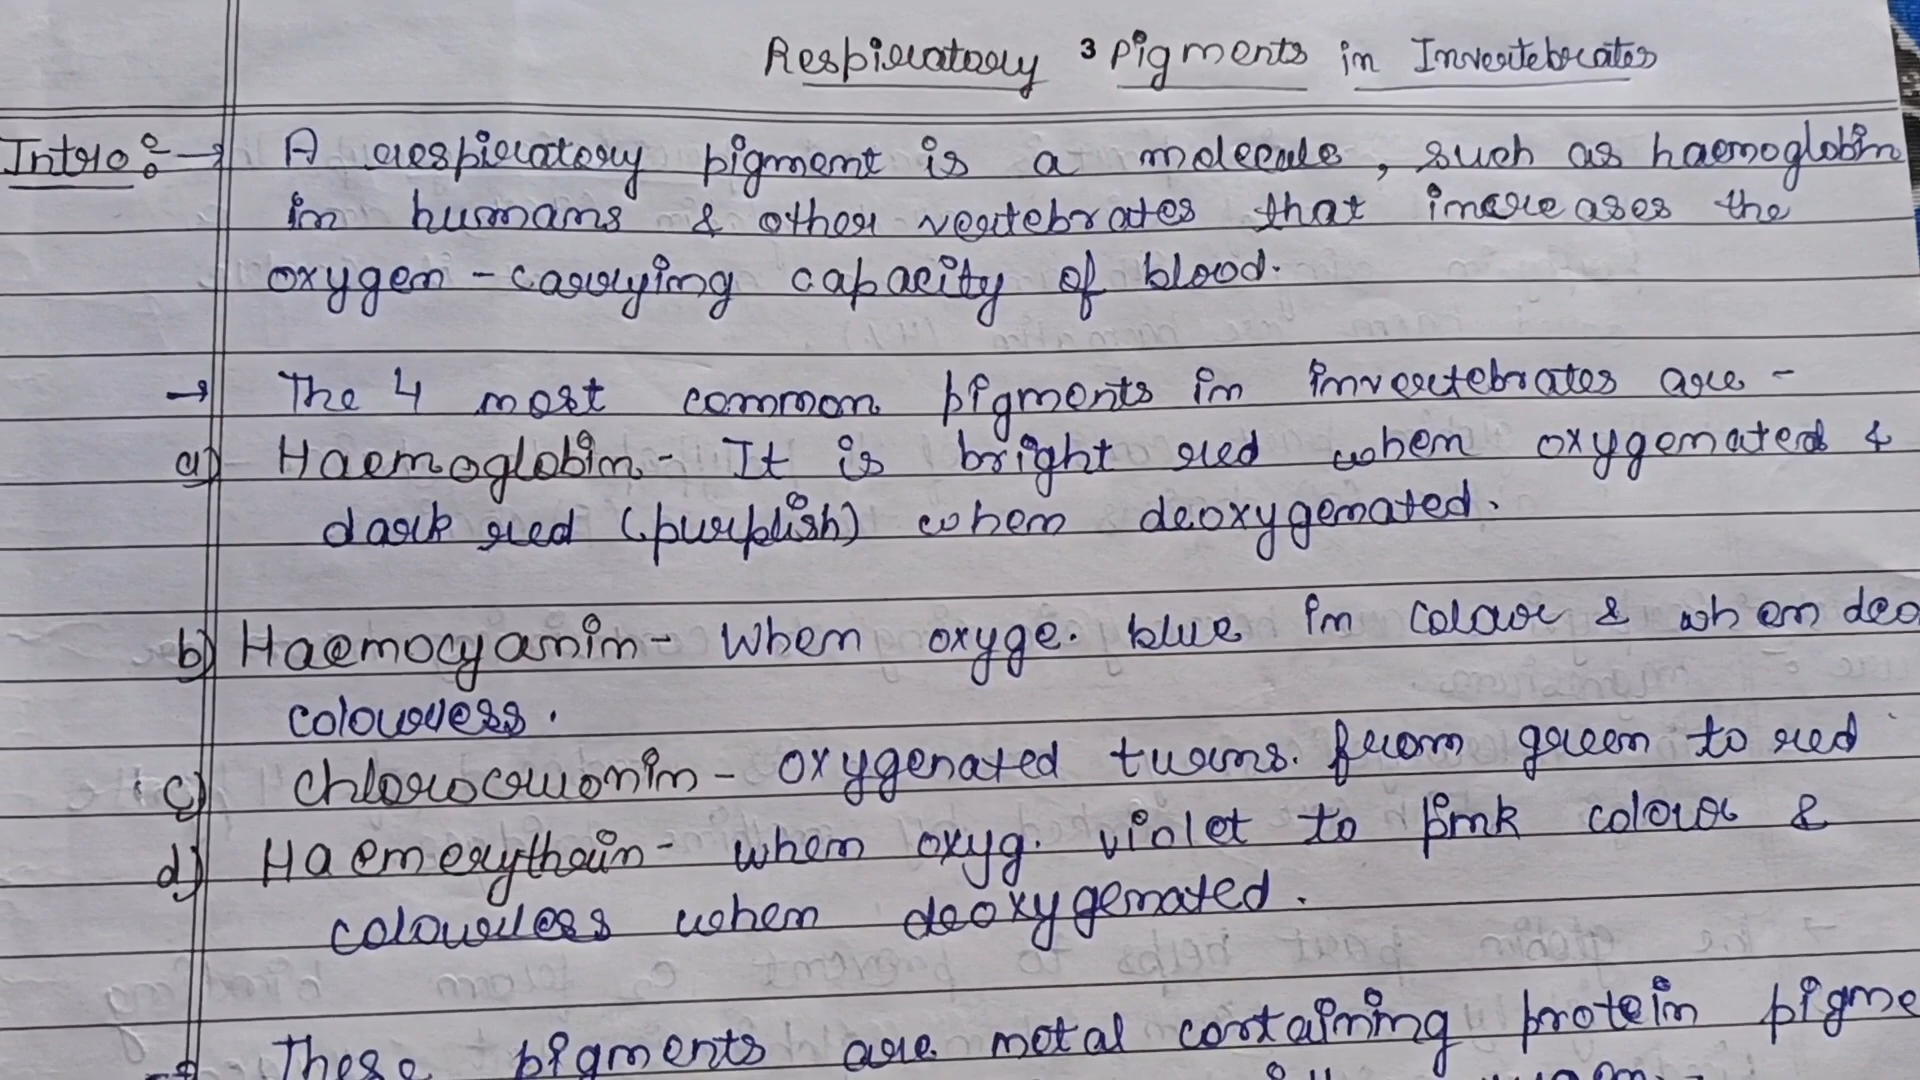 Respiratory 3 Pigments in Invertebrates
Intro :→ A respiratory pigment is a molecule, such as haemoglobin
in humans & other vertebrates that increases the
oxygen - carrying capacity of blood.
→ The 4 most common pigments in invertebrates are -
a) Haemoglobin - It is bright red when oxygenated &
dark red (purplish) when deoxygenated.
b) Haemocyanin - When oxyge. blue in colour & when deo
colourless.
c) Chlorocruonin - oxygenated turns. from green to red
d) Haemerythrin - when oxyg. violet to pink colour &
colourless when deoxygenated.
→ These pigments are metal containing protein pigme